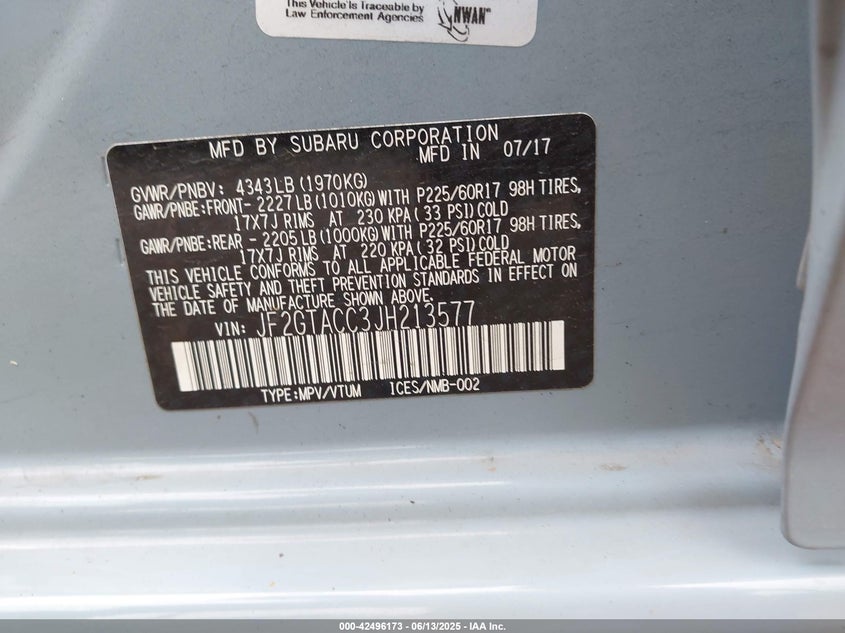 This Vehicle is Traceable by
Law Enforcement Agencies
NWAN
MFD BY SUBARU CORPORATION
MFD IN 07/17
GVWR/PNBV: 4343LB(1970KG)
GAWR/PNBE:FRONT- 2227LB(1010KG)WITH P225/60R17 98H TIRES,
17X7J RIMS AT 230 KPA(33 PSI)COLD
GAWR/PNBE:REAR - 2205LB(1000KG)WITH P225/60R17 98H TIRES,
17X7J RIMS AT 220 KPA(32 PSI)COLD
THIS VEHICLE CONFORMS TO ALL APPLICABLE FEDERAL MOTOR
VEHICLE SAFETY AND THEFT PREVENTION STANDARDS IN EFFECT ON
THE DATE OF MANUFACTURE SHOWN ABOVE.
VIN: JF2GTACC3JH213577
TYPE:MPV/VTUM ICES/NMB-002
000-42496173 - 06/13/2025 - IAA Inc.